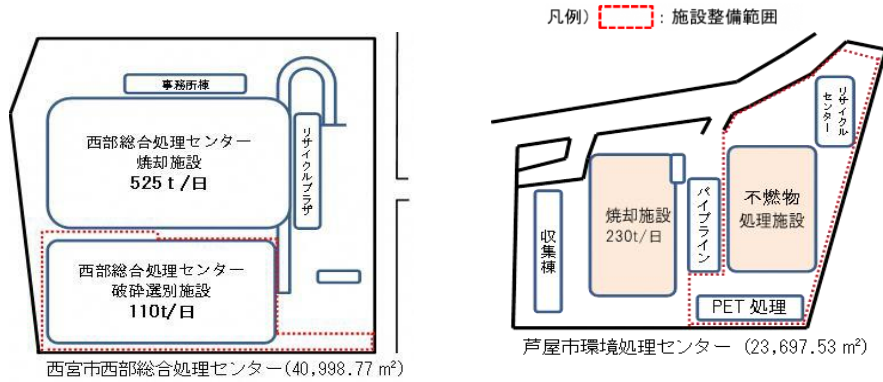 凡例） ：施設整備範囲
事務所棟
西部総合処理センター
焼却施設
525ｔ/日
リサイクルプラザ
西部総合処理センター
破砕選別施設
110t/日
西宮市西部総合処理センター(40,998.77 ㎡)
リサイクル
センター
不燃物
処理施設
焼却施設
230t/日
パイプライン
収集棟
PET 処理
芦屋市環境処理センター (23,697.53 ㎡)